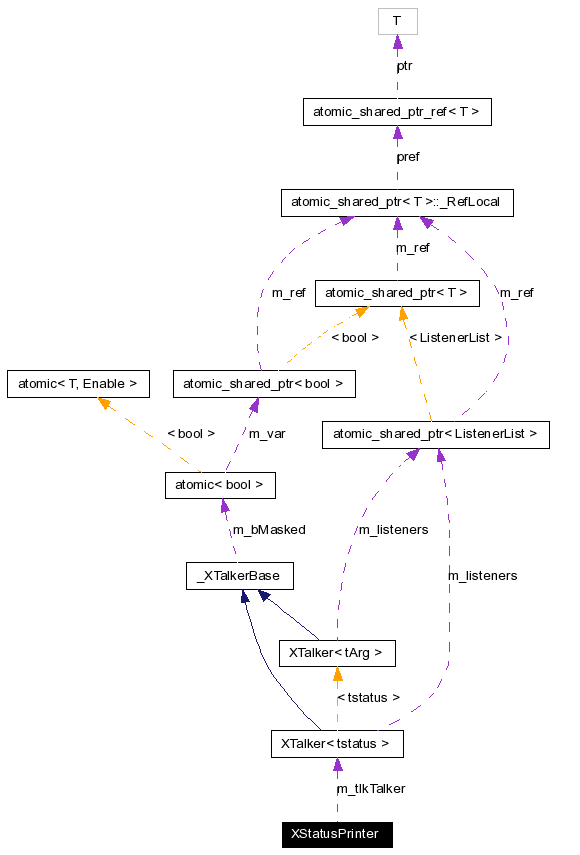 T
ptr
atomic_shared_ptr_ref< T >
pref
atomic_shared_ptr< T >::_RefLocal
m_ref
m_ref
m_ref
atomic_shared_ptr< T >
< bool >
< ListenerList >
atomic< T, Enable >
atomic_shared_ptr< bool >
< bool >
m_var
atomic_shared_ptr< ListenerList >
atomic< bool >
m_bMasked
m_listeners
_XTalkerBase
m_listeners
XTalker< tArg >
< tstatus >
XTalker< tstatus >
m_tlkTalker
XStatusPrinter